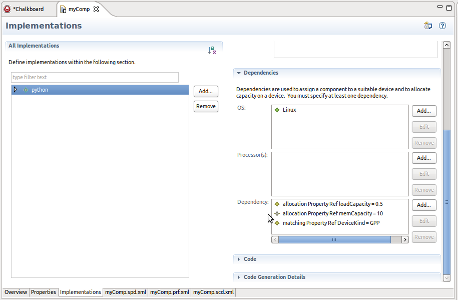 *Chalkboard
myComp
Implementations
All Implementations
Define implementations within the following section.
type filter text
python
Add...
Remove
Dependencies
Dependencies are used to assign a component to a suitable device and to allocate
capacity on a device. You must specify at least one dependency.
OS:
Linux
Add...
Edit
Remove
Processor(s):
Add...
Edit
Remove
Dependency:
allocation Property Ref loadCapacity = 0.5
allocation Property Ref memCapacity = 10
matching Property Ref DeviceKind = GPP
Add...
Edit
Remove
Code
Code Generation Details
Overview Properties Implementations myComp.spd.xml myComp.prf.xml myComp.scd.xml